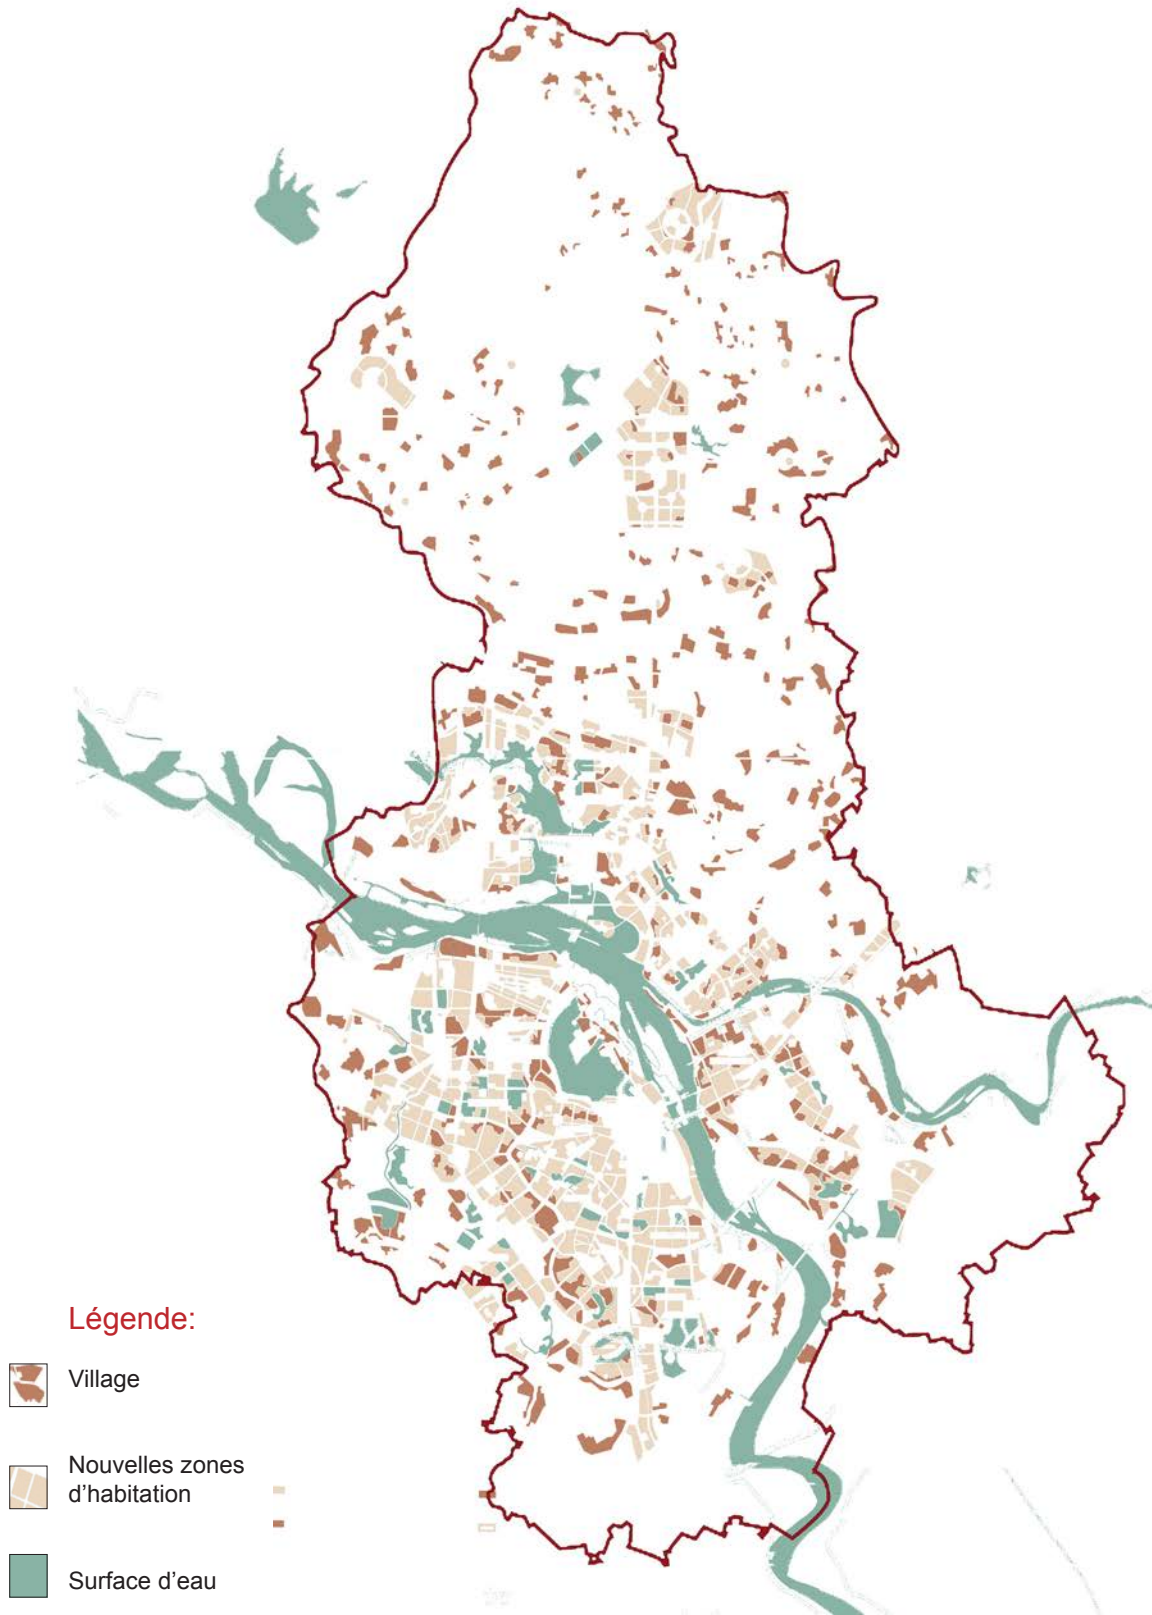 Légende:
Village
Nouvelles zones
d’habitation
Surface d’eau